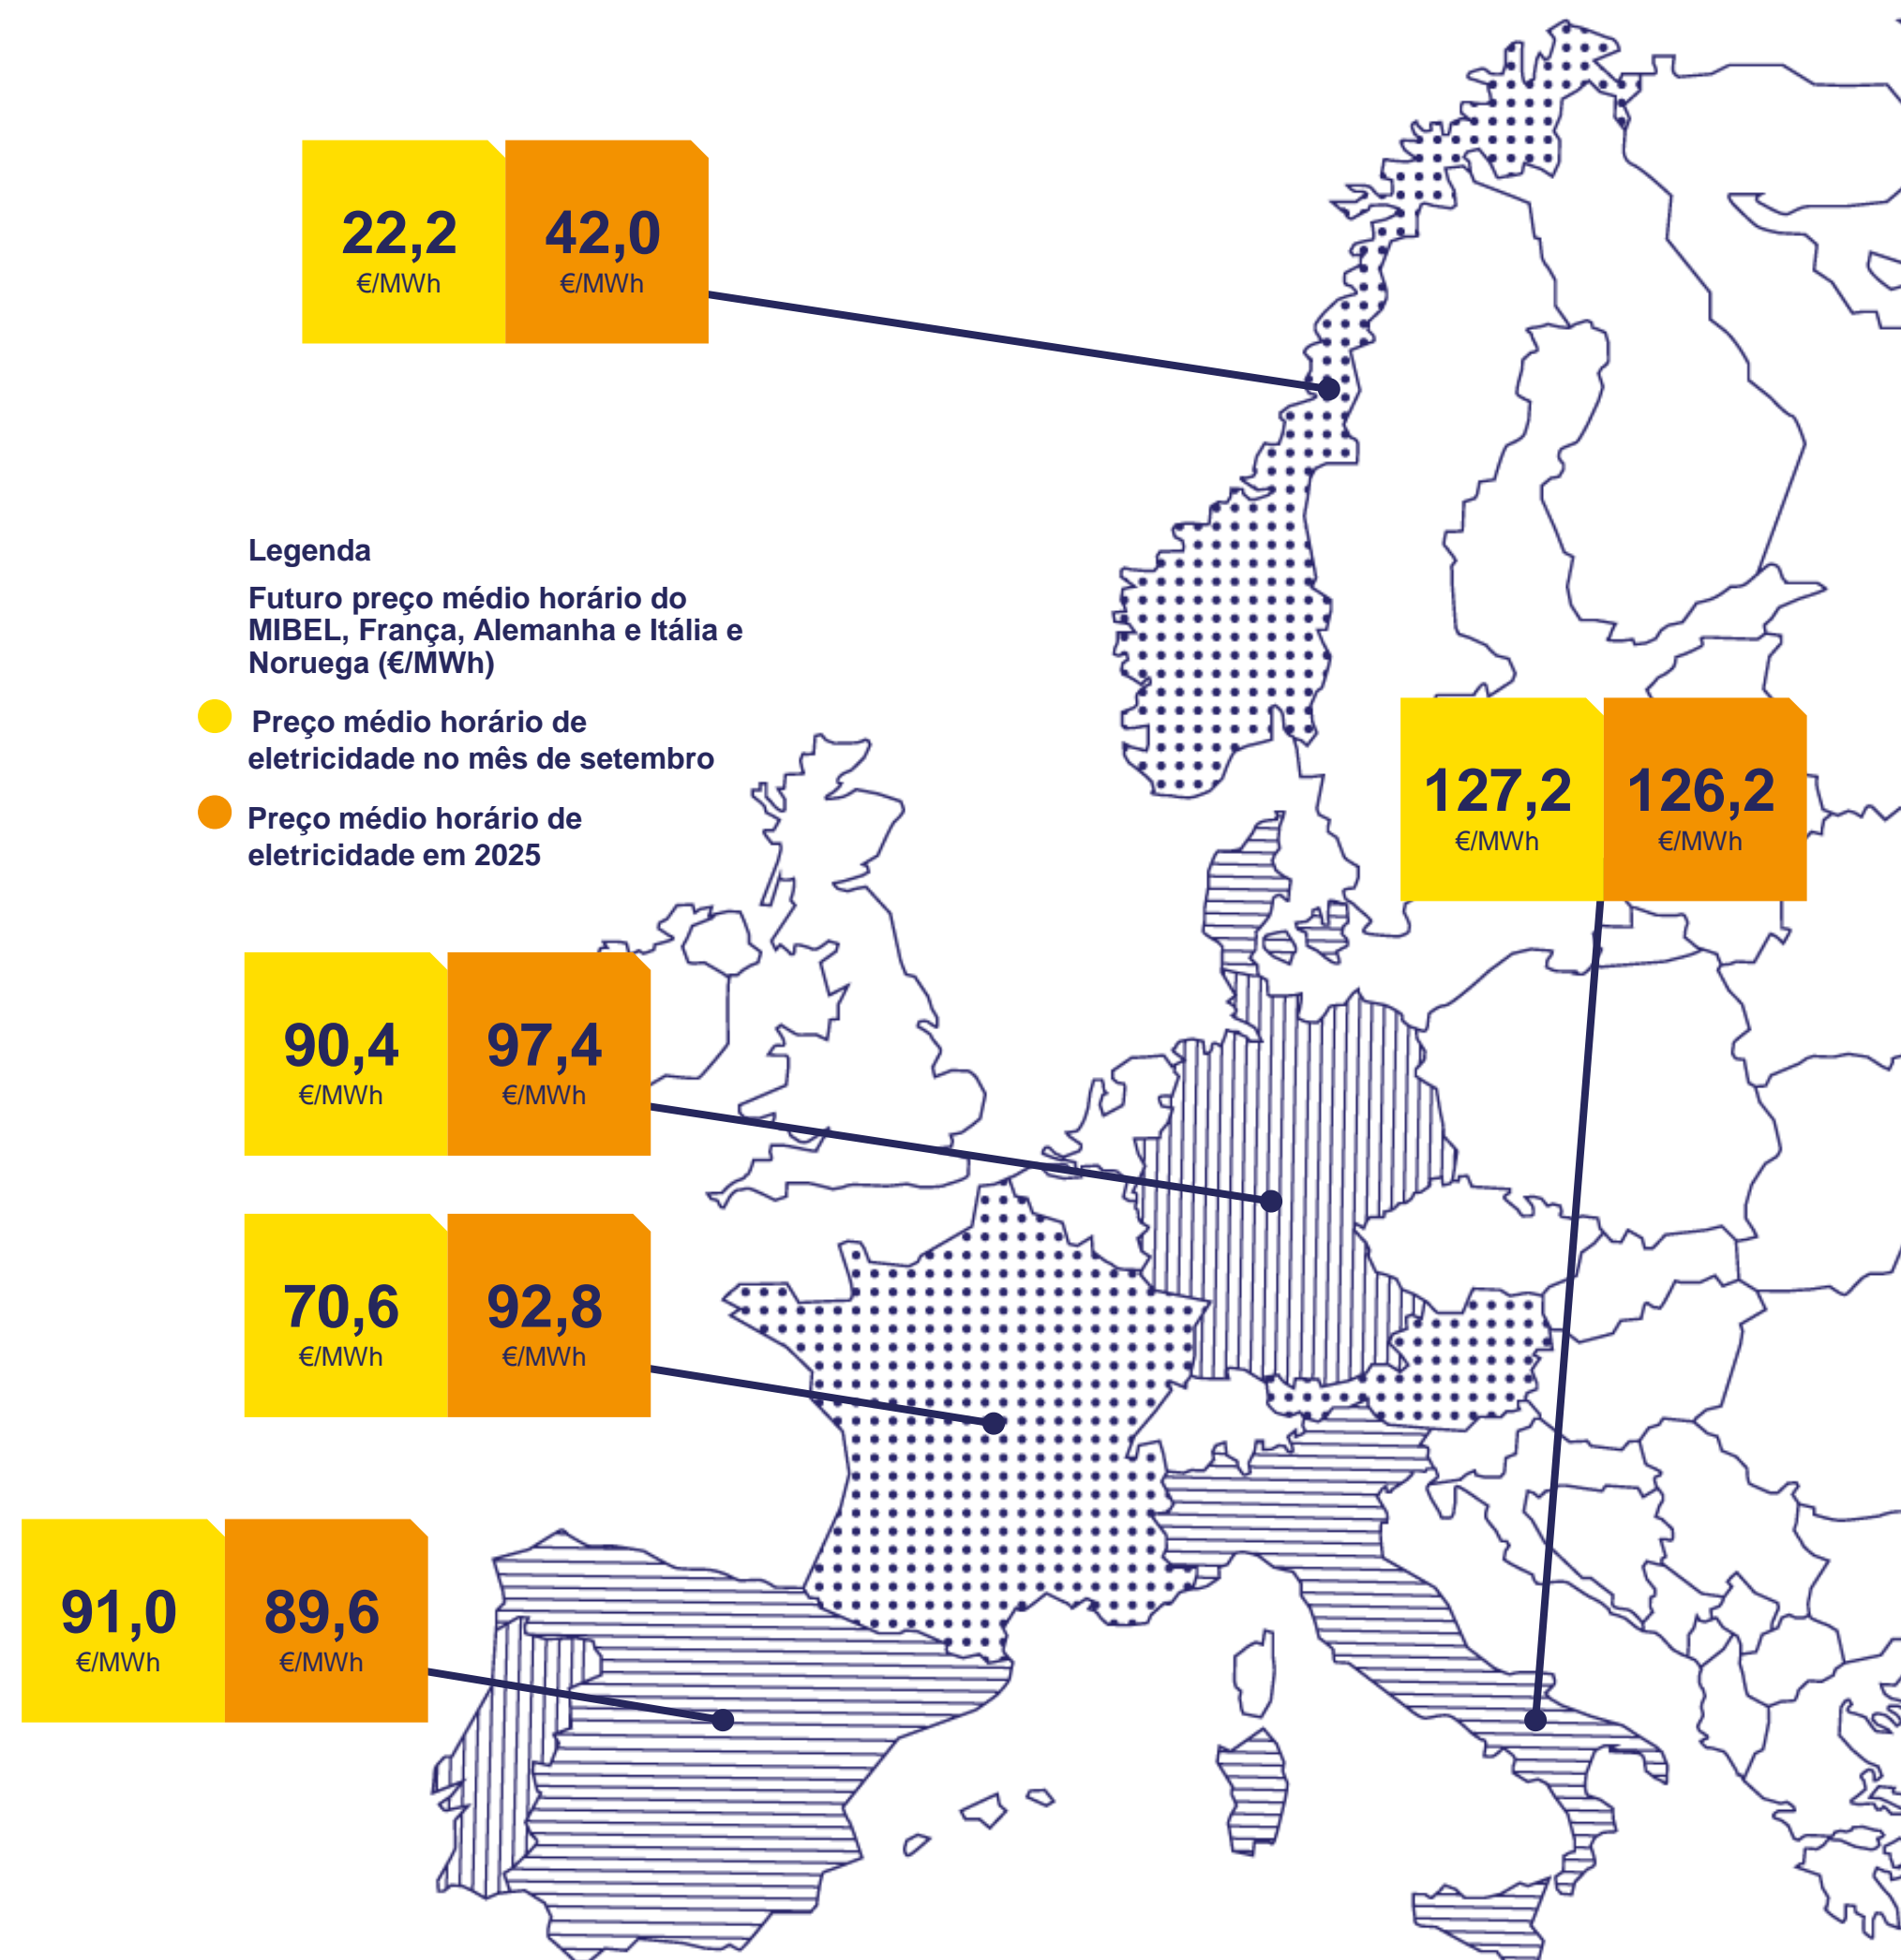 22,2
€/MWh
42,0
€/MWh
Legenda
Futuro preço médio horário do
MIBEL, França, Alemanha e Itália e
Noruega (€/MWh)
Preço médio horário de
eletricidade no mês de setembro
Preço médio horário de
eletricidade em 2025
127,2
€/MWh
126,2
€/MWh
90,4
€/MWh
97,4
€/MWh
70,6
€/MWh
92,8
€/MWh
91,0
€/MWh
89,6
€/MWh